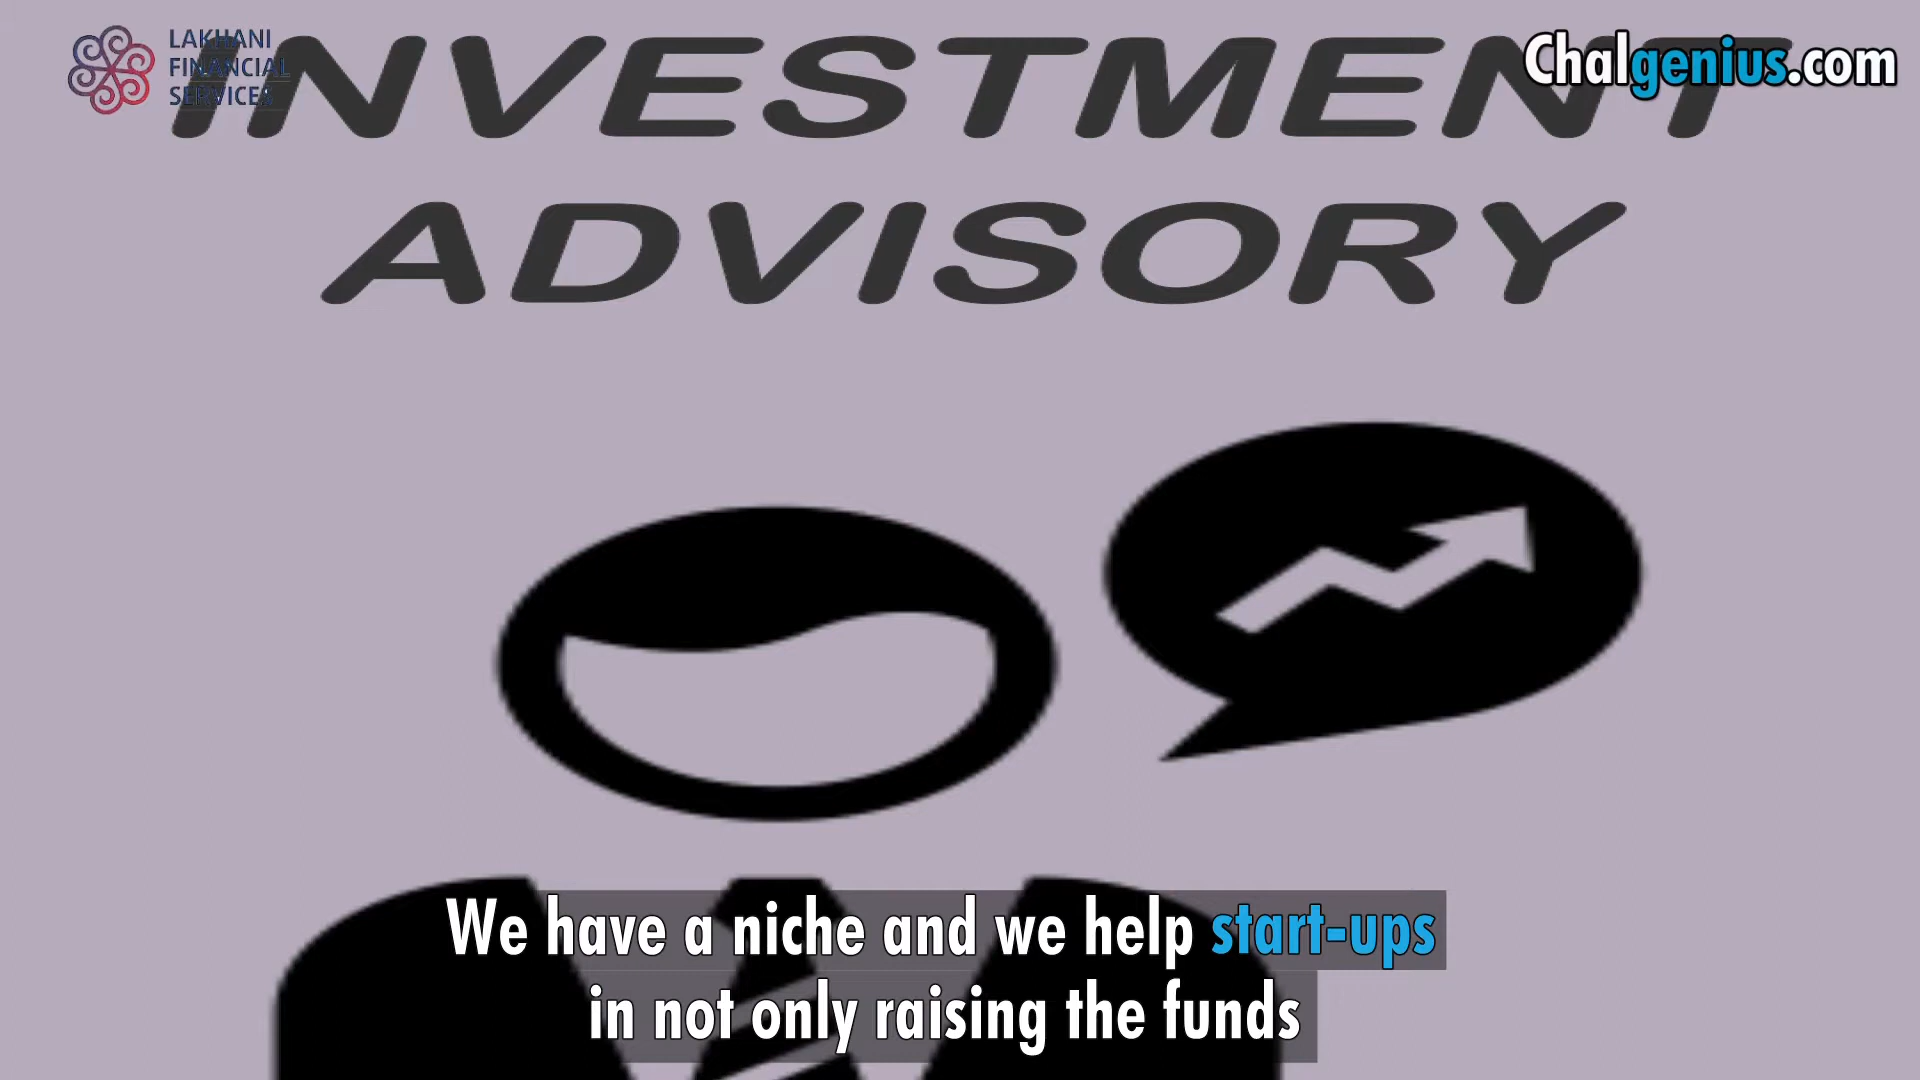 LAKHANI
FINANCIAL
SERVICES
Chalgenius.com
INVESTMENT
ADVISORY
We have a niche and we help start-ups
in not only raising the funds